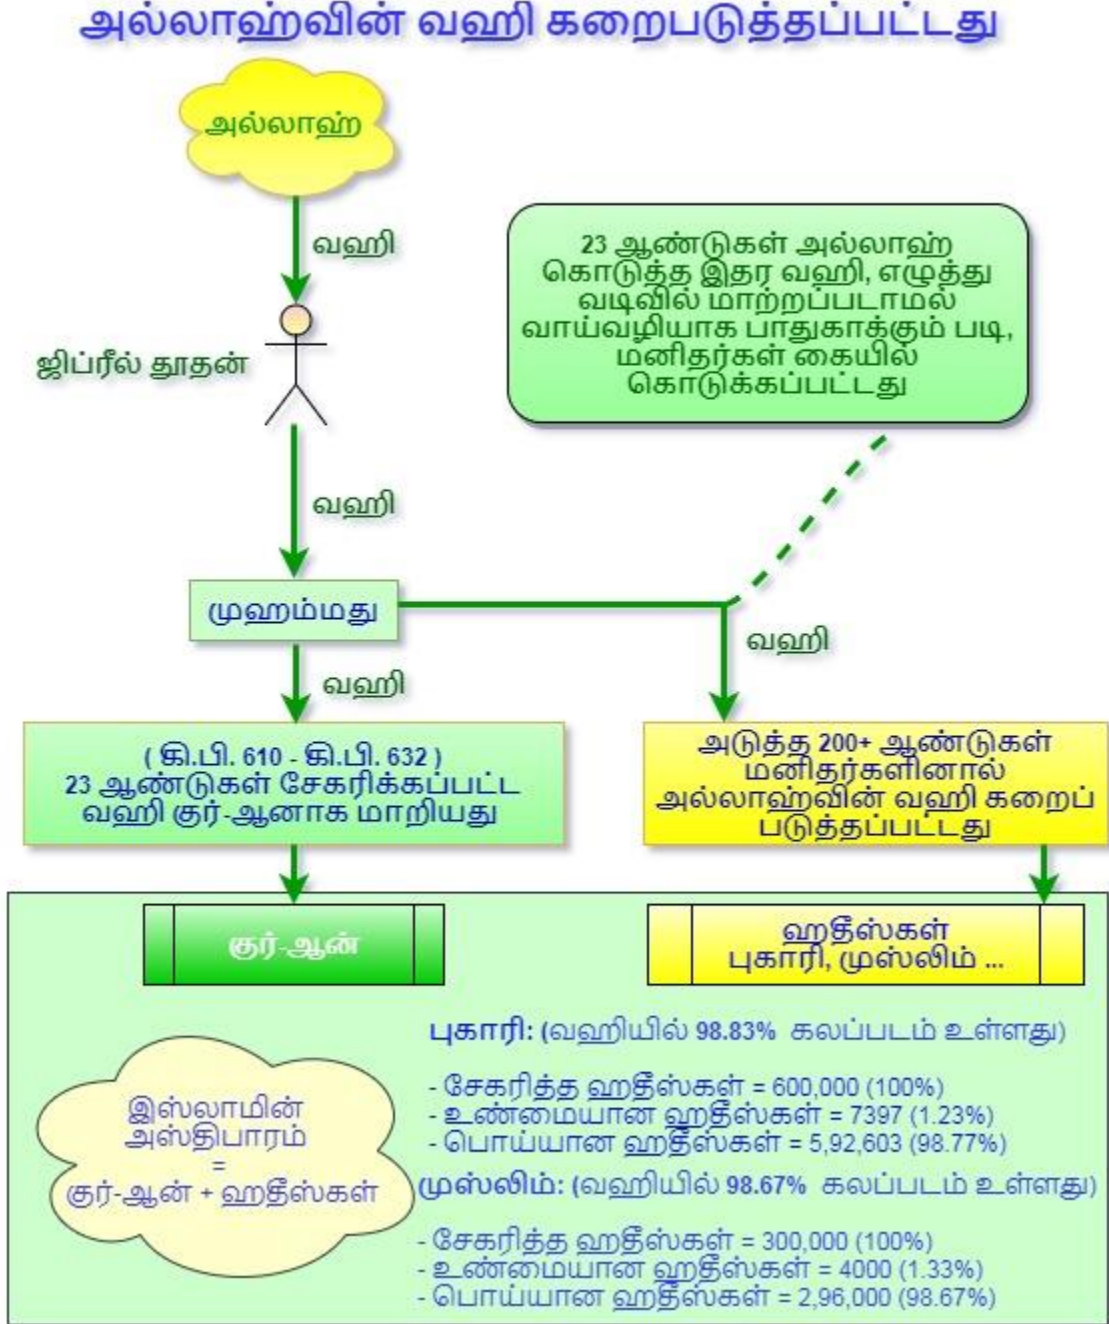 அல்லாஹ்வின் வஹி கறைபடுத்தப்பட்டது
அல்லாஹ்
வஹி
ஜிப்ரீல் தூதன்
23 ஆண்டுகள் அல்லாஹ்
கொடுத்த இதர வஹி, எழுத்து
வடிவில் மாற்றப்படாமல்
வாய்வழியாக பாதுகாக்கும் படி,
மனிதர்கள் கையில்
கொடுக்கப்பட்டது
வஹி
முஹம்மது
வஹி
வஹி
( கி.பி. 610 - கி.பி. 632 )
23 ஆண்டுகள் சேகரிக்கப்பட்ட
வஹி குர்-ஆனாக மாறியது
அடுத்த 200+ ஆண்டுகள்
மனிதர்களினால்
அல்லாஹ்வின் வஹி கறைப்
படுத்தப்பட்டது
குர்-ஆன்
ஹதீஸ்கள்
புகாரி, முஸ்லிம் ...
இஸ்லாமின்
அஸ்திபாரம்
=
குர்-ஆன் + ஹதீஸ்கள்
புகாரி: (வஹியில் 98.83% கலப்படம் உள்ளது)
- சேகரித்த ஹதீஸ்கள் = 600,000 (100%)
- உண்மையான ஹதீஸ்கள் = 7397 (1.23%)
- பொய்யான ஹதீஸ்கள் = 5,92,603 (98.77%)
முஸ்லிம்: (வஹியில் 98.67% கலப்படம் உள்ளது)
- சேகரித்த ஹதீஸ்கள் = 300,000 (100%)
- உண்மையான ஹதீஸ்கள் = 4000 (1.33%)
- பொய்யான ஹதீஸ்கள் = 2,96,000 (98.67%)